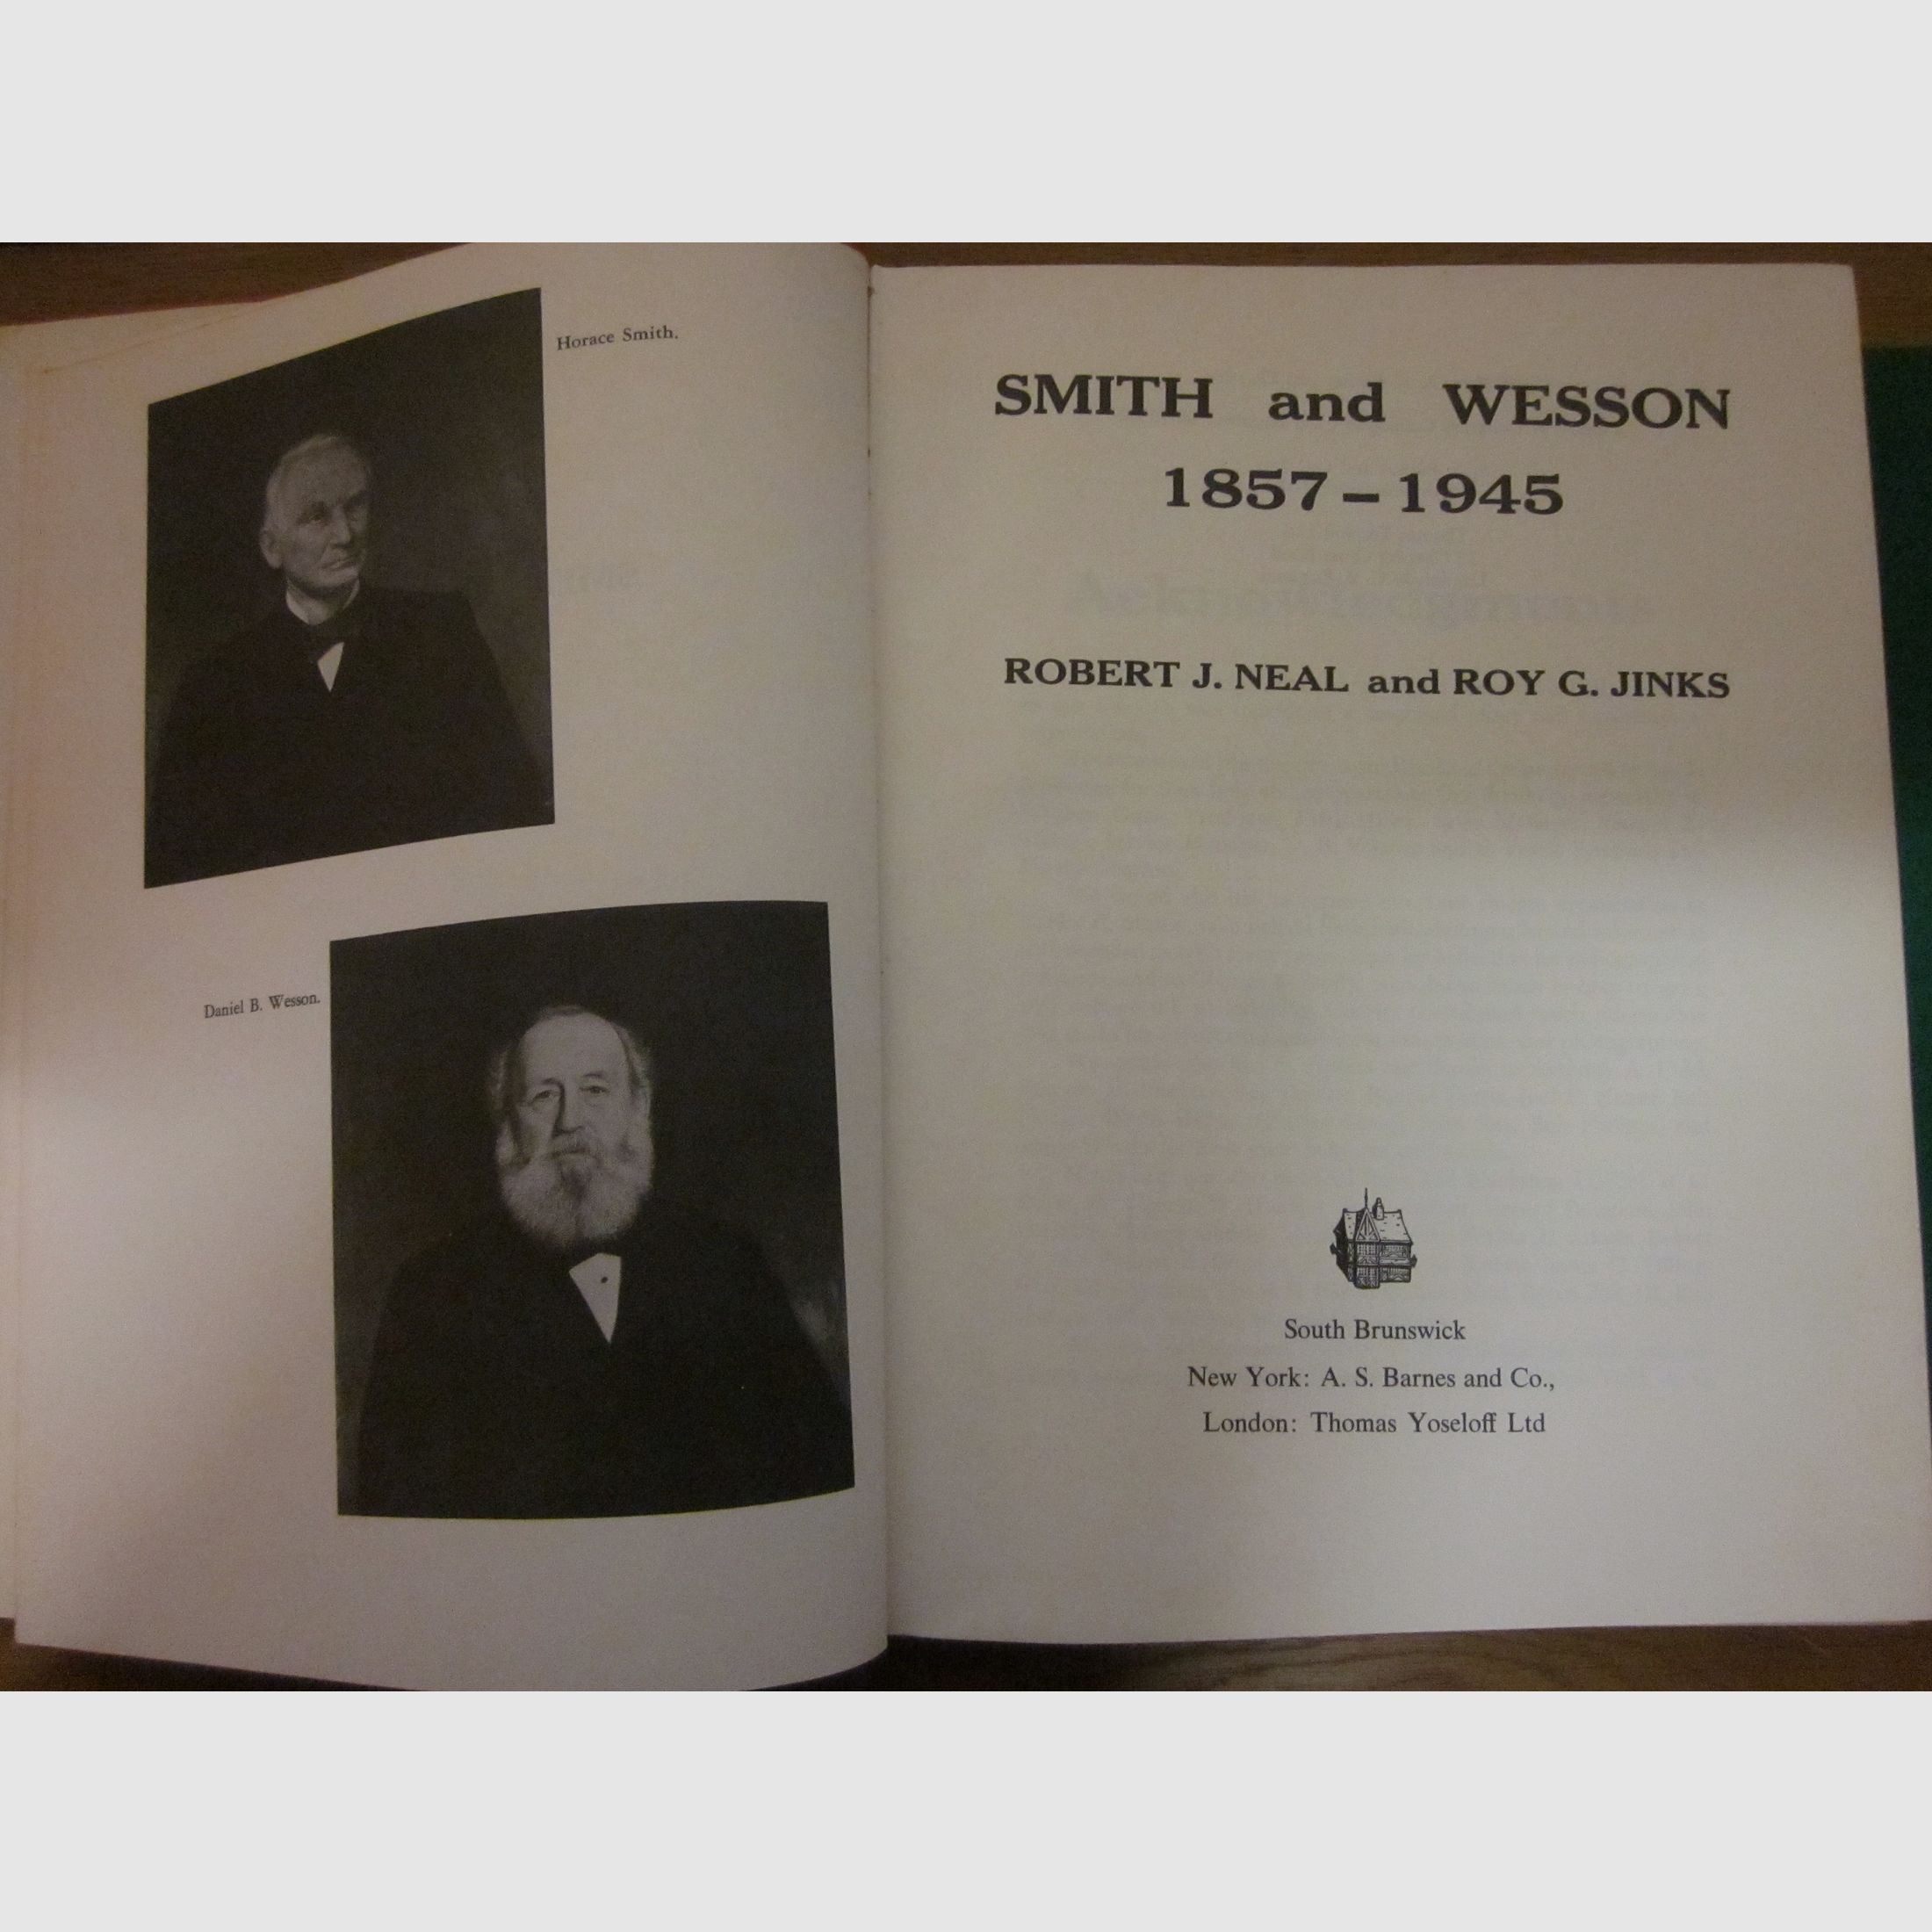 Horace Smith.
Daniel B. Wesson.
SMITH and WESSON
1857 – 1945
ROBERT J. NEAL and ROY G. JINKS
South Brunswick
New York: A. S. Barnes and Co.,
London: Thomas Yoseloff Ltd